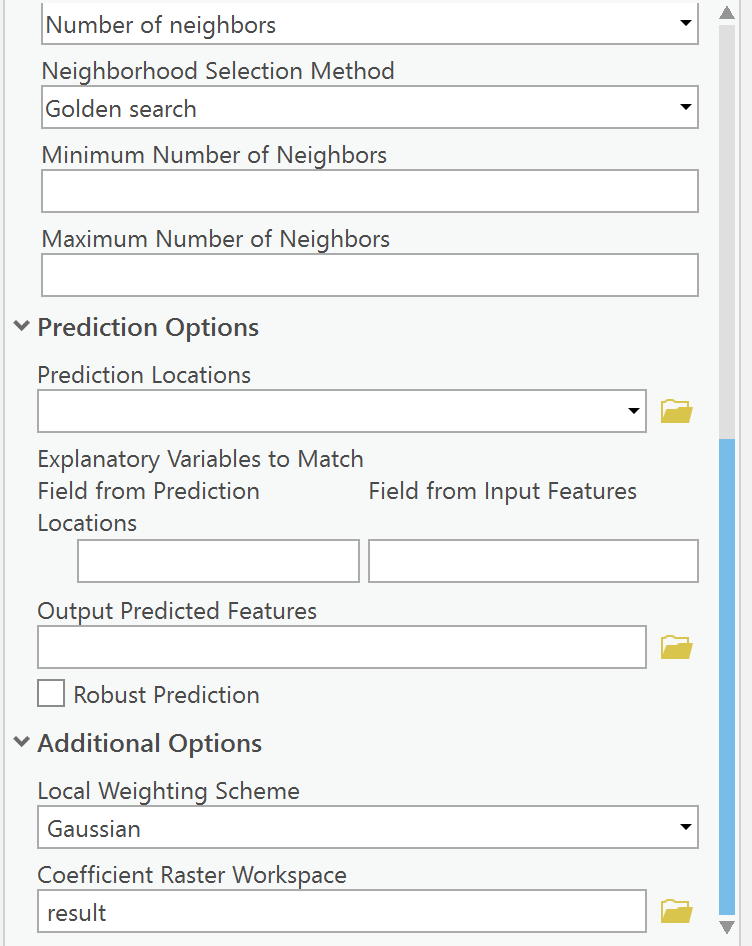 Number of neighbors
Neighborhood Selection Method
Golden search
Minimum Number of Neighbors
Maximum Number of Neighbors
Prediction Options
Prediction Locations
Explanatory Variables to Match
Field from Prediction Locations
Field from Input Features
Output Predicted Features
Robust Prediction
Additional Options
Local Weighting Scheme
Gaussian
Coefficient Raster Workspace
result